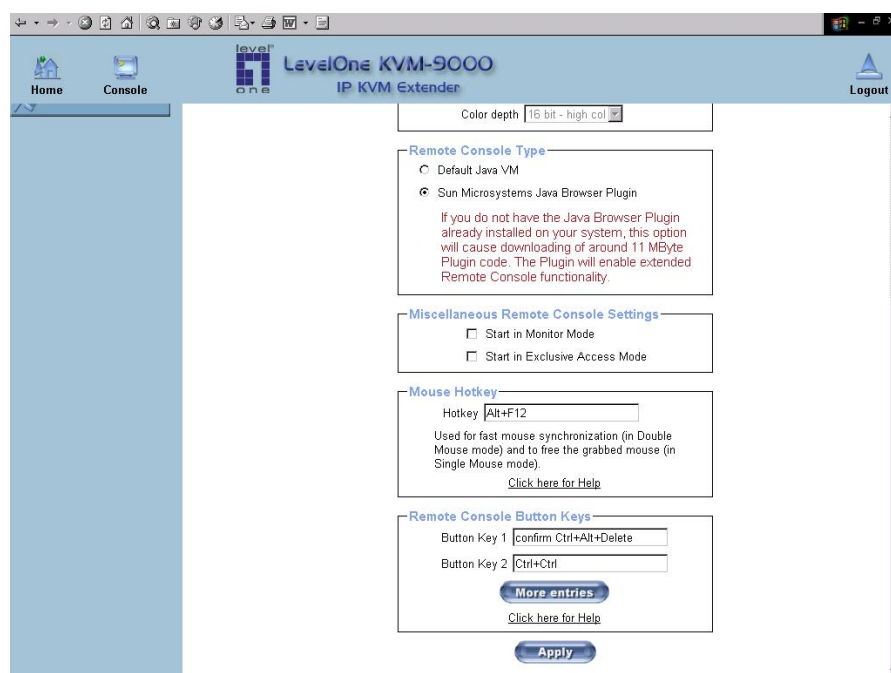 level
one
LevelOne KVM-9000
IP KVM Extender
Home
Console
Logout
Color depth 16 bit - high col
Remote Console Type
Default Java VM
Sun Microsystems Java Browser Plugin
If you do not have the Java Browser Plugin
already installed on your system, this option
will cause downloading of around 11 MByte
Plugin code. The Plugin will enable extended
Remote Console functionality.
Miscellaneous Remote Console Settings
Start in Monitor Mode
Start in Exclusive Access Mode
Mouse Hotkey
Hotkey Alt+F12
Used for fast mouse synchronization (in Double
Mouse mode) and to free the grabbed mouse (in
Single Mouse mode).
Click here for Help
Remote Console Button Keys
Button Key 1 confirm Ctrl+Alt+Delete
Button Key 2 Ctrl+Ctrl
More entries
Click here for Help
Apply